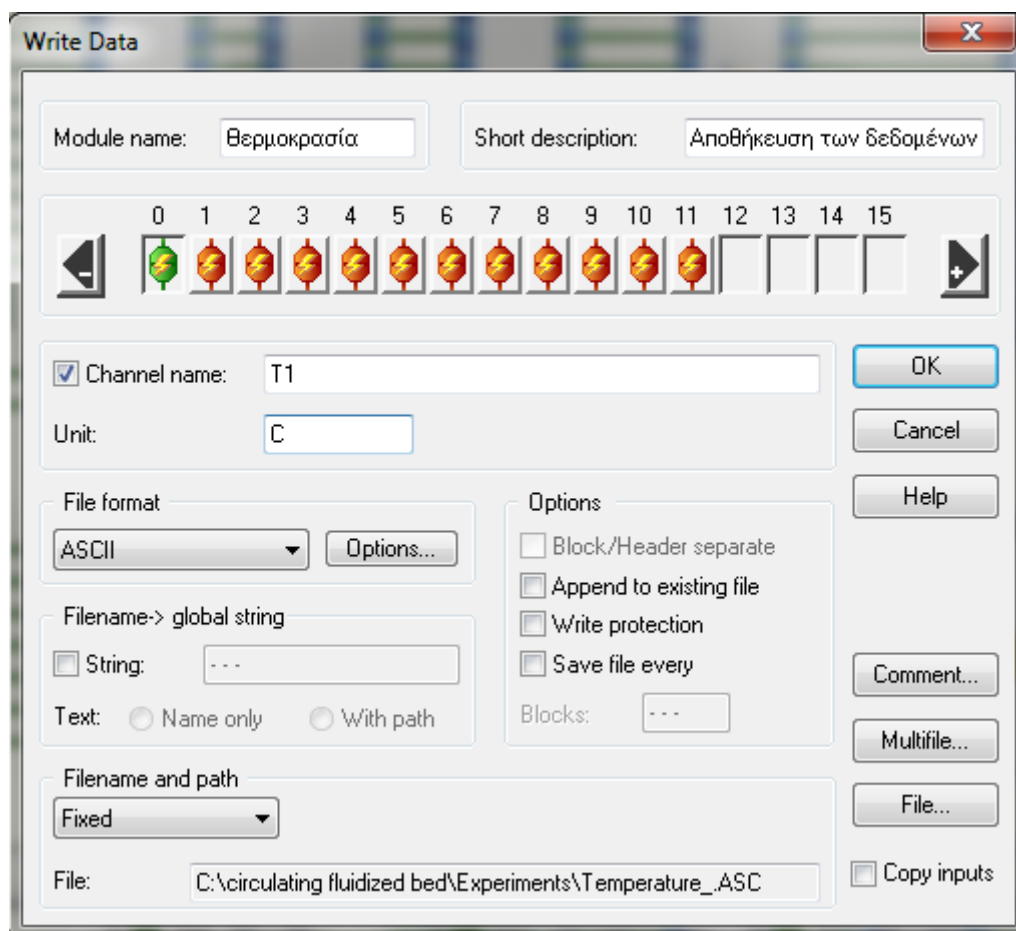 Write Data
Module name: Θερμοκρασία Short description: Αποθήκευση των δεδομένων
0 1 2 3 4 5 6 7 8 9 10 11 12 13 14 15
- +
Channel name: T1
OK
Unit: C
Cancel
File format
Options
Help
ASCII Options...
Block/Header separate
Append to existing file
Filename-> global string
Write protection
String: - - -
Save file every
Comment...
Text: Name only With path
Blocks: - - -
Multifile...
Filename and path
Fixed
File...
File: C:\circulating fluidized bed\Experiments\Temperature_.ASC
Copy inputs